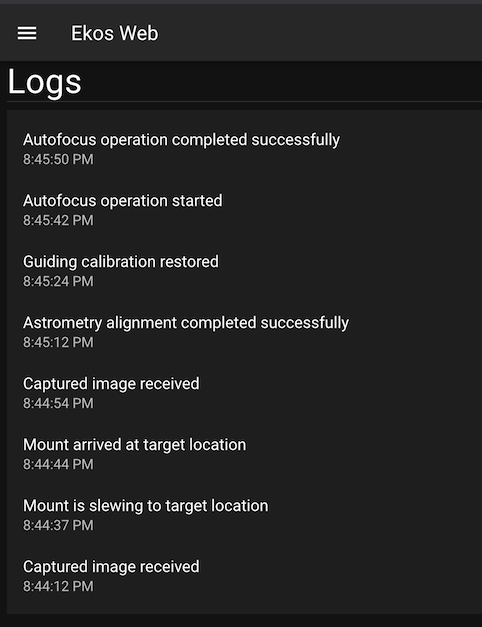 Ekos Web
Logs
Autofocus operation completed successfully
8:45:50 PM
Autofocus operation started
8:45:42 PM
Guiding calibration restored
8:45:24 PM
Astrometry alignment completed successfully
8:45:12 PM
Captured image received
8:44:54 PM
Mount arrived at target location
8:44:44 PM
Mount is slewing to target location
8:44:37 PM
Captured image received
8:44:12 PM